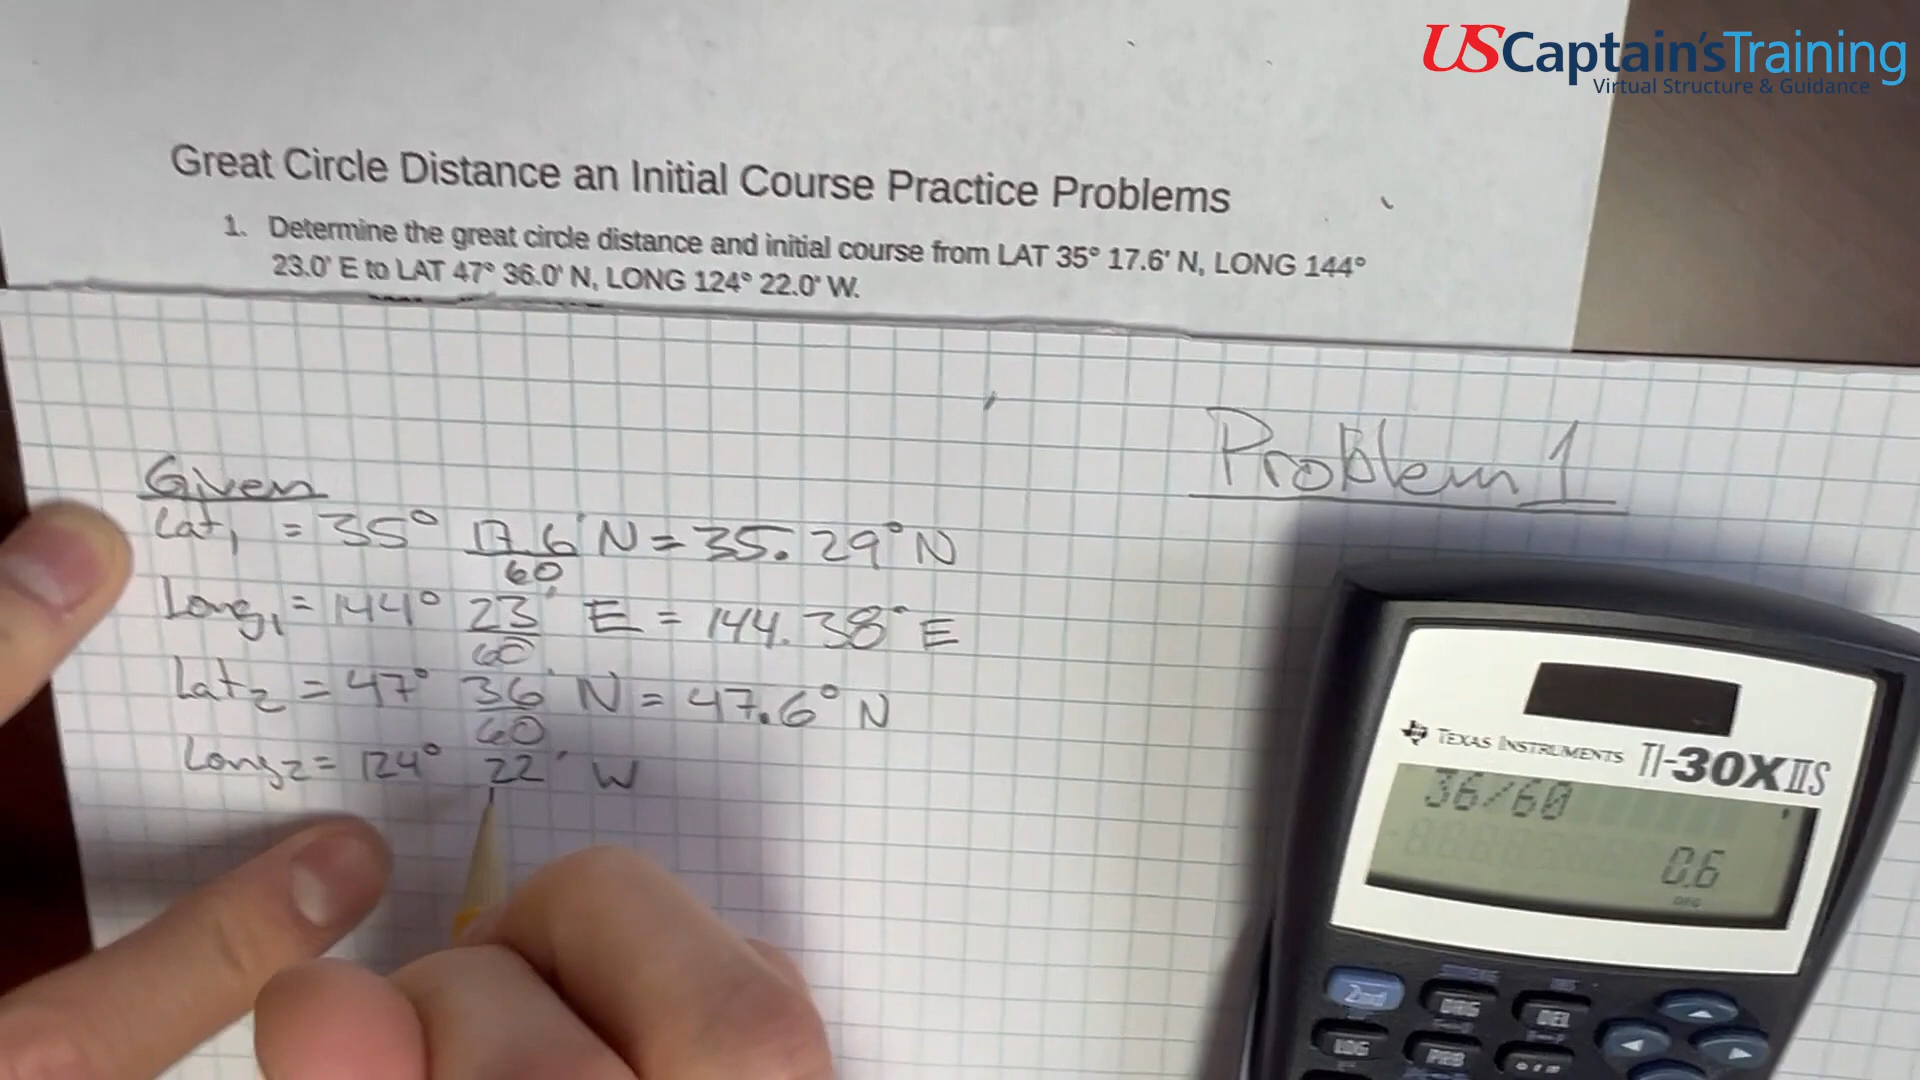 USCaptain'sTraining
Virtual Structure & Guidance
Great Circle Distance an Initial Course Practice Problems
1. Determine the great circle distance and initial course from LAT 35° 17.6' N, LONG 144°
23.0' E to LAT 47° 36.0' N, LONG 124° 22.0' W.
Problem 1
Given
Lat1 = 35° 17.6' N = 35.29° N
60
Long1 = 144° 23' E = 144.38° E
60
Lat2 = 47° 36' N = 47.6° N
60
Long2 = 124° 22' W
TEXAS INSTRUMENTS TI-30XIIS
36/60
0.6
DEG
2nd
DRG
DEL
LOG
PRB